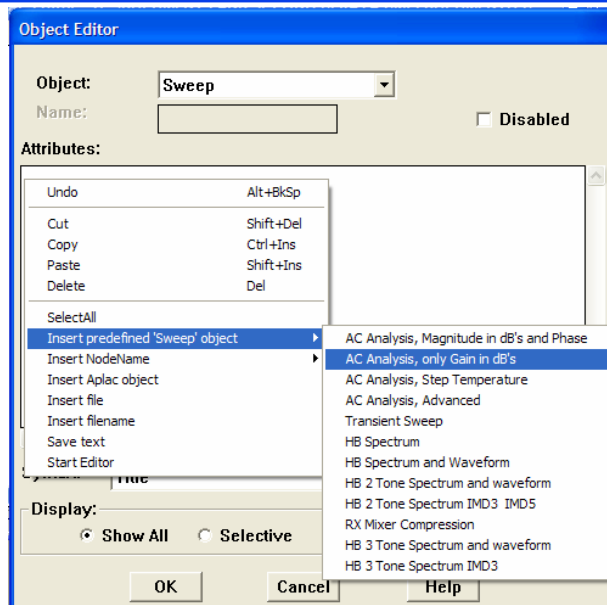 Object Editor
Object: Sweep
Name:
Disabled
Attributes:
Undo Alt+BkSp
Cut Shift+Del
Copy Ctrl+Ins
Paste Shift+Ins
Delete Del
SelectAll
Insert predefined 'Sweep' object
Insert NodeName
Insert Aplac object
Insert file
Insert filename
Save text
Start Editor
AC Analysis, Magnitude in dB's and Phase
AC Analysis, only Gain in dB's
AC Analysis, Step Temperature
AC Analysis, Advanced
Transient Sweep
HB Spectrum
HB Spectrum and Waveform
HB 2 Tone Spectrum and waveform
HB 2 Tone Spectrum IMD3 IMD5
RX Mixer Compression
HB 3 Tone Spectrum and waveform
HB 3 Tone Spectrum IMD3
Title
Display:
Show All Selective
OK Cancel Help